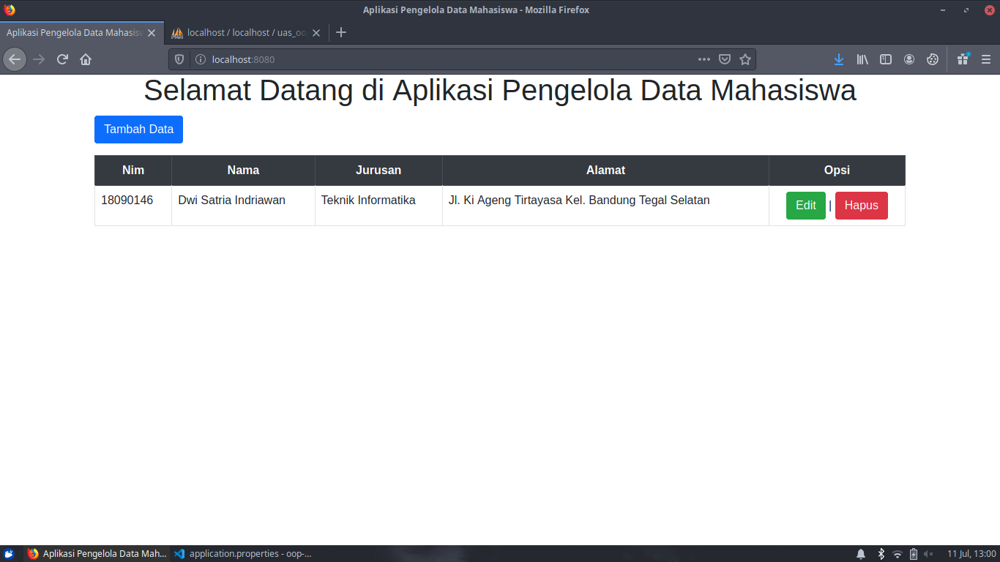 Aplikasi Pengelola Data Mahasiswa - Mozilla Firefox
Aplikasi Pengelola Data Mahasisw
localhost / localhost / uas_oo
localhost:8080
Selamat Datang di Aplikasi Pengelola Data Mahasiswa
Tambah Data
Nim Nama Jurusan Alamat Opsi
18090146 Dwi Satria Indriawan Teknik Informatika Jl. Ki Ageng Tirtayasa Kel. Bandung Tegal Selatan Edit | Hapus
Aplikasi Pengelola Data Mah... application.properties - oop-... 11 Jul, 13:00